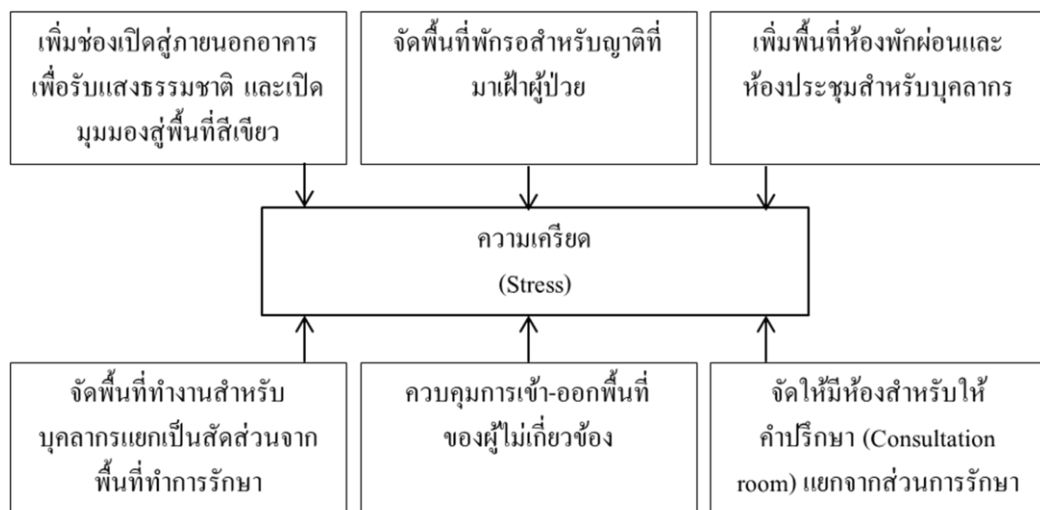 เพิ่มช่องเปิดสู่ภายนอกอาคาร
เพื่อรับแสงธรรมชาติ และเปิด
มุมมองสู่พื้นที่สีเขียว
จัดพื้นที่พักรอสำหรับญาติที่
มาเฝ้าผู้ป่วย
เพิ่มพื้นที่ห้องพักผ่อนและ
ห้องประชุมสำหรับบุคลากร
ความเครียด
(Stress)
จัดพื้นที่ทำงานสำหรับ
บุคลากรแยกเป็นสัดส่วนจาก
พื้นที่ทำการรักษา
ควบคุมการเข้า-ออกพื้นที่
ของผู้ไม่เกี่ยวข้อง
จัดให้มีห้องสำหรับให้
คำปรึกษา (Consultation
room) แยกจากส่วนการรักษา